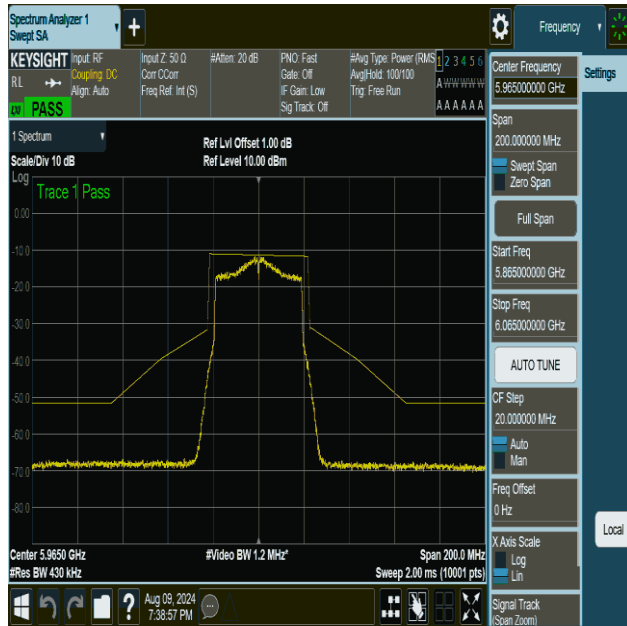 Spectrum Analyzer 1
Swept SA
+
Frequency
KEYSIGHT
RL
PASS
Input: RF
Coupling: DC
Align: Auto
Input Z: 50 Ω
Corr CCorr
Freq Ref: Int (S)
#Atten: 20 dB
PNO: Fast
Gate: Off
IF Gain: Low
Sig Track: Off
#Avg Type: Power (RMS
Avg|Hold: 100/100
Trig: Free Run
1 2 3 4 5 6
A W W W W W
A A A A A A
Center Frequency
5.965000000 GHz
Settings
Span
200.000000 MHz
Swept Span
Zero Span
Full Span
Start Freq
5.865000000 GHz
Stop Freq
6.065000000 GHz
AUTO TUNE
CF Step
20.000000 MHz
Auto
Man
Freq Offset
0 Hz
X Axis Scale
Log
Lin
Local
Signal Track
(Span Zoom)
1 Spectrum
Scale/Div 10 dB
Ref Lvl Offset 1.00 dB
Ref Level 10.00 dBm
Log
Trace 1 Pass
0.00
-10.0
-20.0
-30.0
-40.0
-50.0
-60.0
-70.0
-80.0
Center 5.9650 GHz
#Video BW 1.2 MHz*
Span 200.0 MHz
#Res BW 430 kHz
Sweep 2.00 ms (10001 pts)
?
Aug 09, 2024
7:38:57 PM